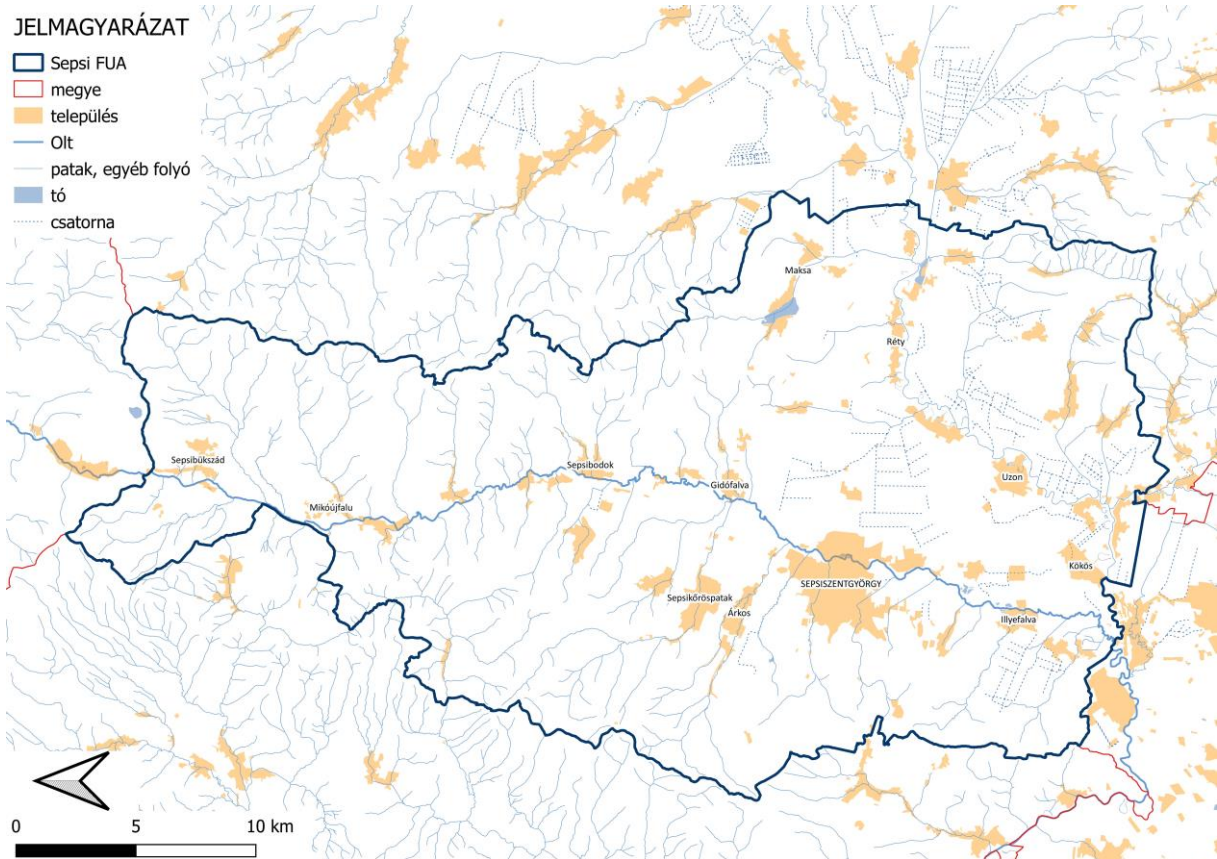 JELMAGYARÁZAT
Sepsi FUA
megye
település
Olt
patak, egyéb folyó
tó
csatorna
Maksa
Réty
Sepsibükszád
Sepsibodok
Gidófalva
Uzon
Mikóújfalu
Kökös
SEPSISZENTGYÖRGY
Sepsikőröspatak
Árkos
Illyefalva
0 5 10 km